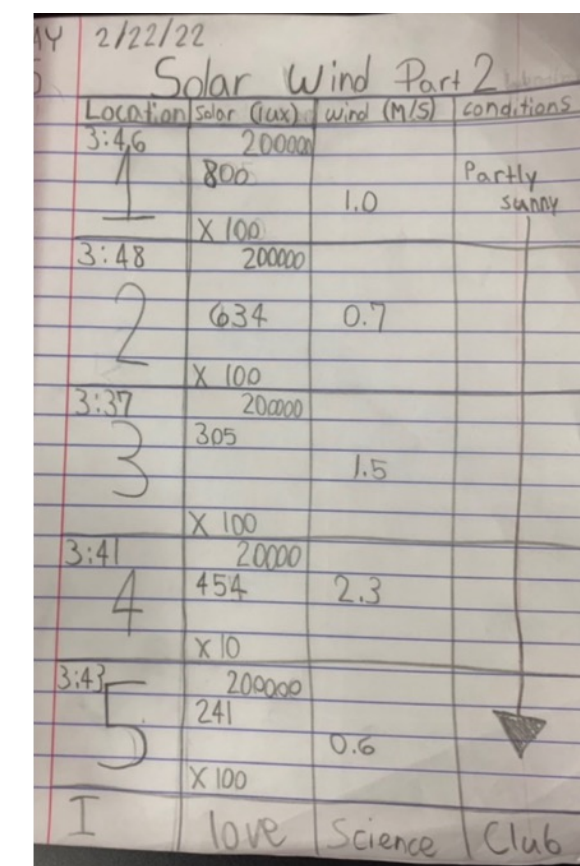 AY 2/22/22
Solar Wind Part 2
Location Solar (lux) wind (M/S) conditions
3:46 200000
1 800 Partly
1.0 sunny
X 100
3:48 200000
2 634 0.7
X 100
3:37 200000
305
3 1.5
X 100
3:41 20000
4 454 2.3
X 10
3:43 200000
5 241
0.6
X 100
I love Science Club